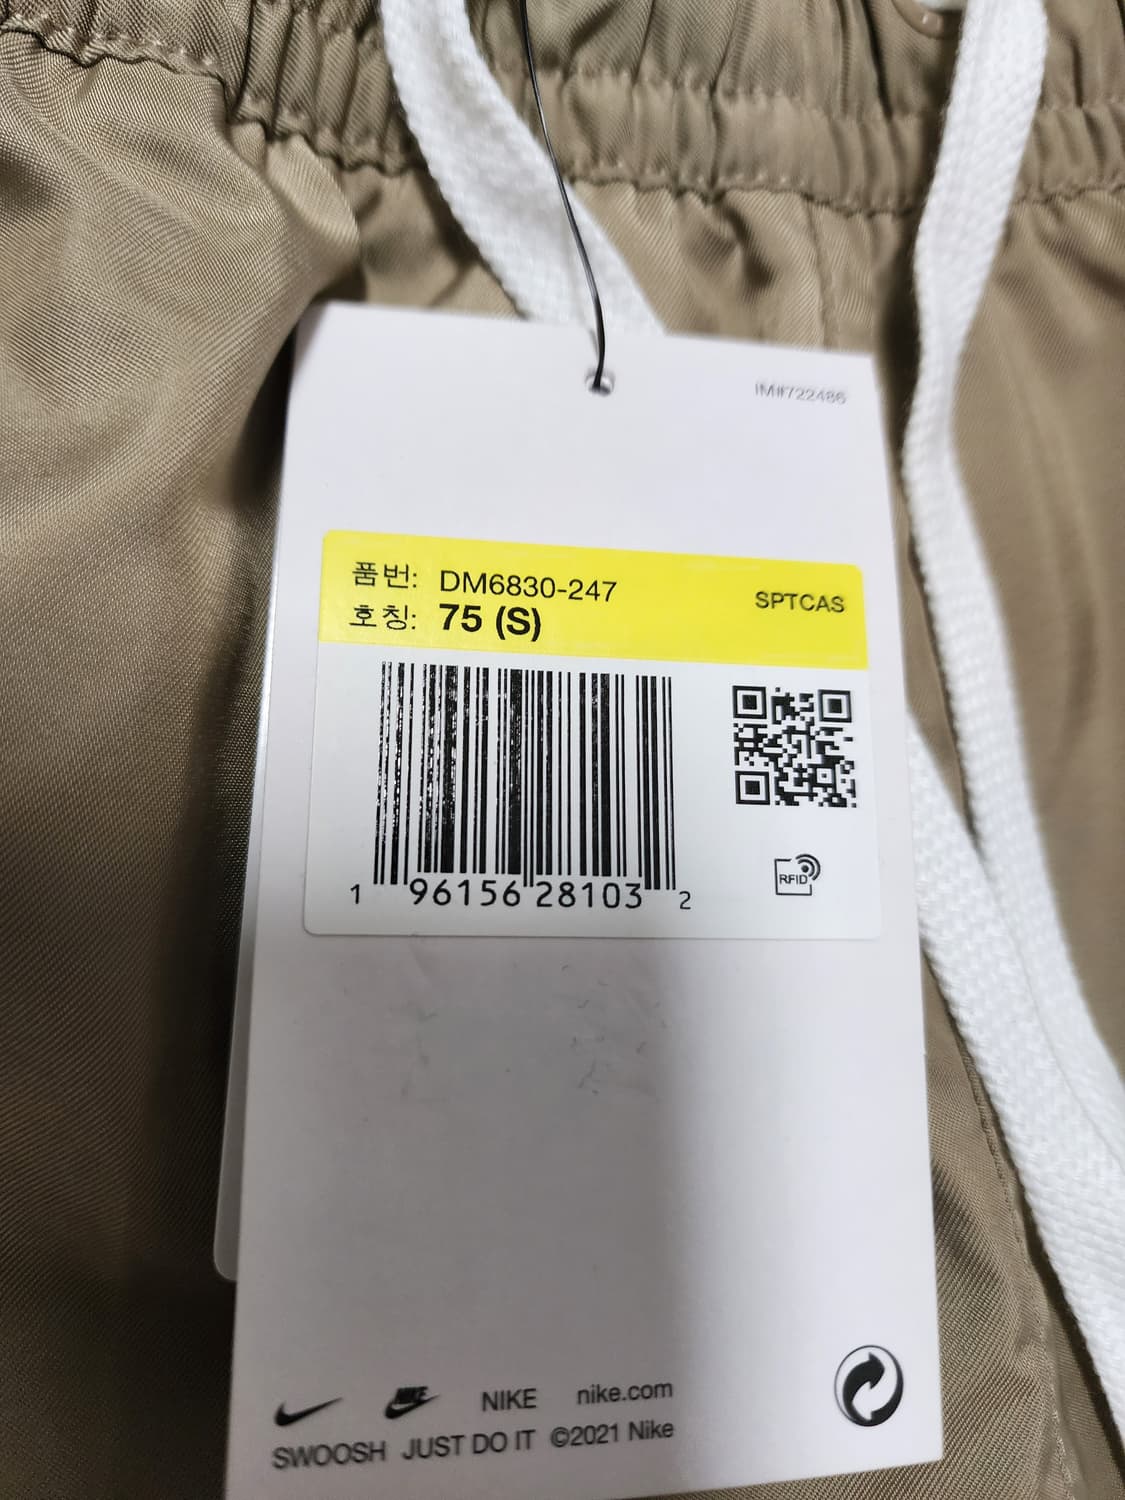 IM#722486
품번: DM6830-247
호칭: 75 (S)
SPTCAS
1 96156 28103 2
RFID
NIKE NIKE nike.com
SWOOSH JUST DO IT ©2021 Nike